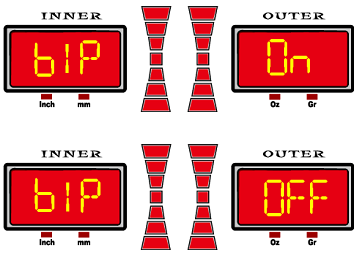 INNER OUTER
bIP On
Inch mm Oz Gr
INNER OUTER
bIP OFF
Inch mm Oz Gr